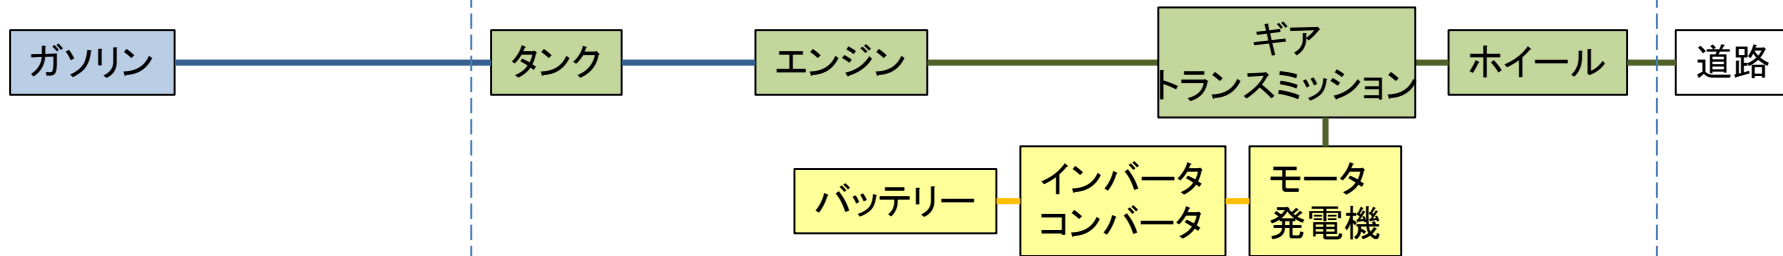 ガソリン
タンク
エンジン
ギア
トランスミッション
ホイール
道路
バッテリー
インバータ
コンバータ
モータ
発電機